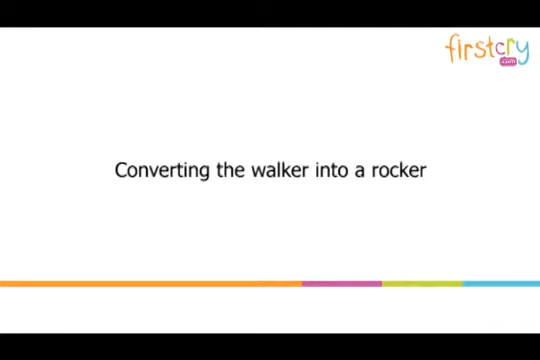 firstcry
.com
Converting the walker into a rocker